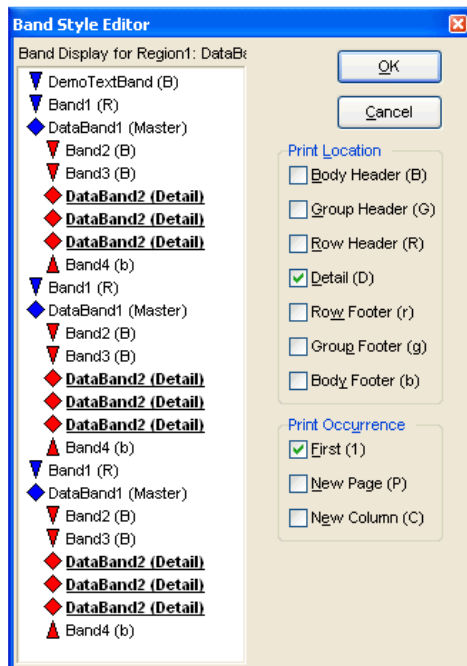 Band Style Editor
Band Display for Region1: DataBa
DemoTextBand (B)
Band1 (R)
DataBand1 (Master)
Band2 (B)
Band3 (B)
DataBand2 (Detail)
DataBand2 (Detail)
DataBand2 (Detail)
Band4 (b)
Band1 (R)
DataBand1 (Master)
Band2 (B)
Band3 (B)
DataBand2 (Detail)
DataBand2 (Detail)
DataBand2 (Detail)
Band4 (b)
Band1 (R)
DataBand1 (Master)
Band2 (B)
Band3 (B)
DataBand2 (Detail)
DataBand2 (Detail)
DataBand2 (Detail)
Band4 (b)
OK
Cancel
Print Location
Body Header (B)
Group Header (G)
Row Header (R)
Detail (D)
Row Footer (r)
Group Footer (g)
Body Footer (b)
Print Occurrence
First (1)
New Page (P)
New Column (C)